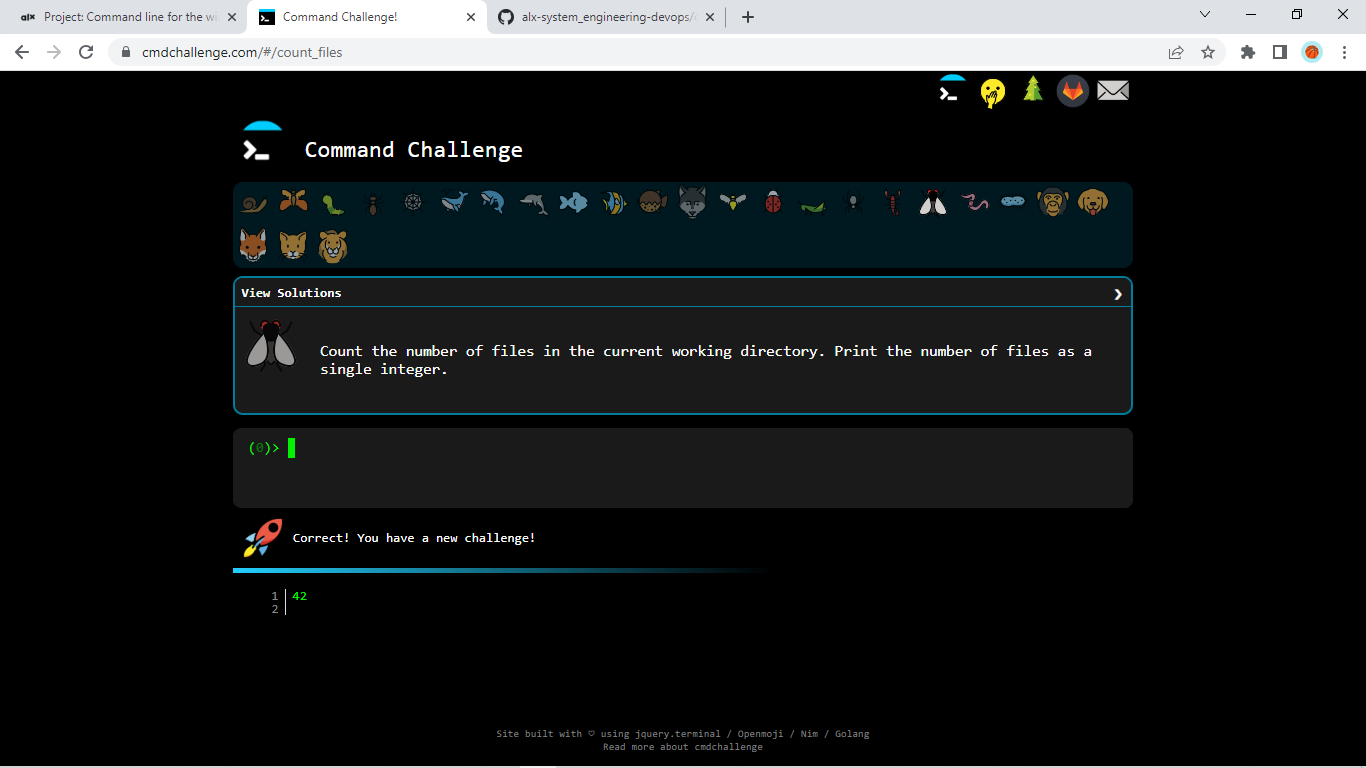 alx Project: Command line for the wi
Command Challenge!
alx-system_engineering-devops/
cmdchallenge.com/#/count_files
Command Challenge
View Solutions
Count the number of files in the current working directory. Print the number of files as a
single integer.
(0)>
Correct! You have a new challenge!
1 42
2
Site built with ♡ using jquery.terminal / Openmoji / Nim / Golang
Read more about cmdchallenge